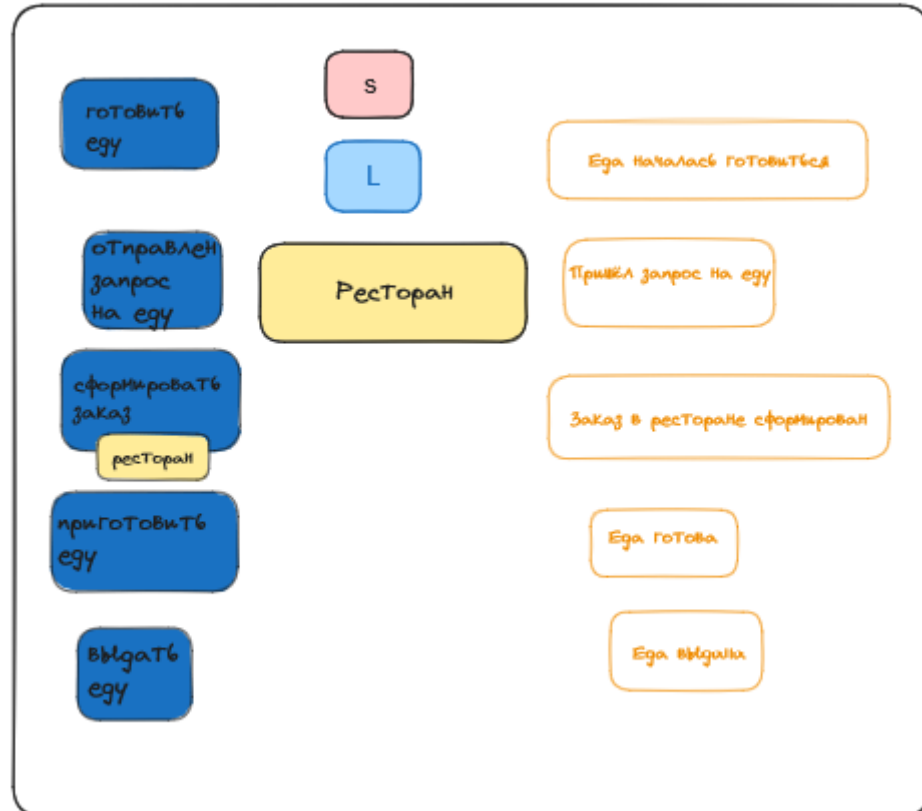 готовить
еду
S
L
Еда началась готовиться
отправлен
запрос
на еду
Ресторан
Пришёл запрос на еду
сформировать
заказ
ресторан
Заказ в ресторане сформирован
приготовить
еду
Еда готова
выдать
еду
Еда выдали